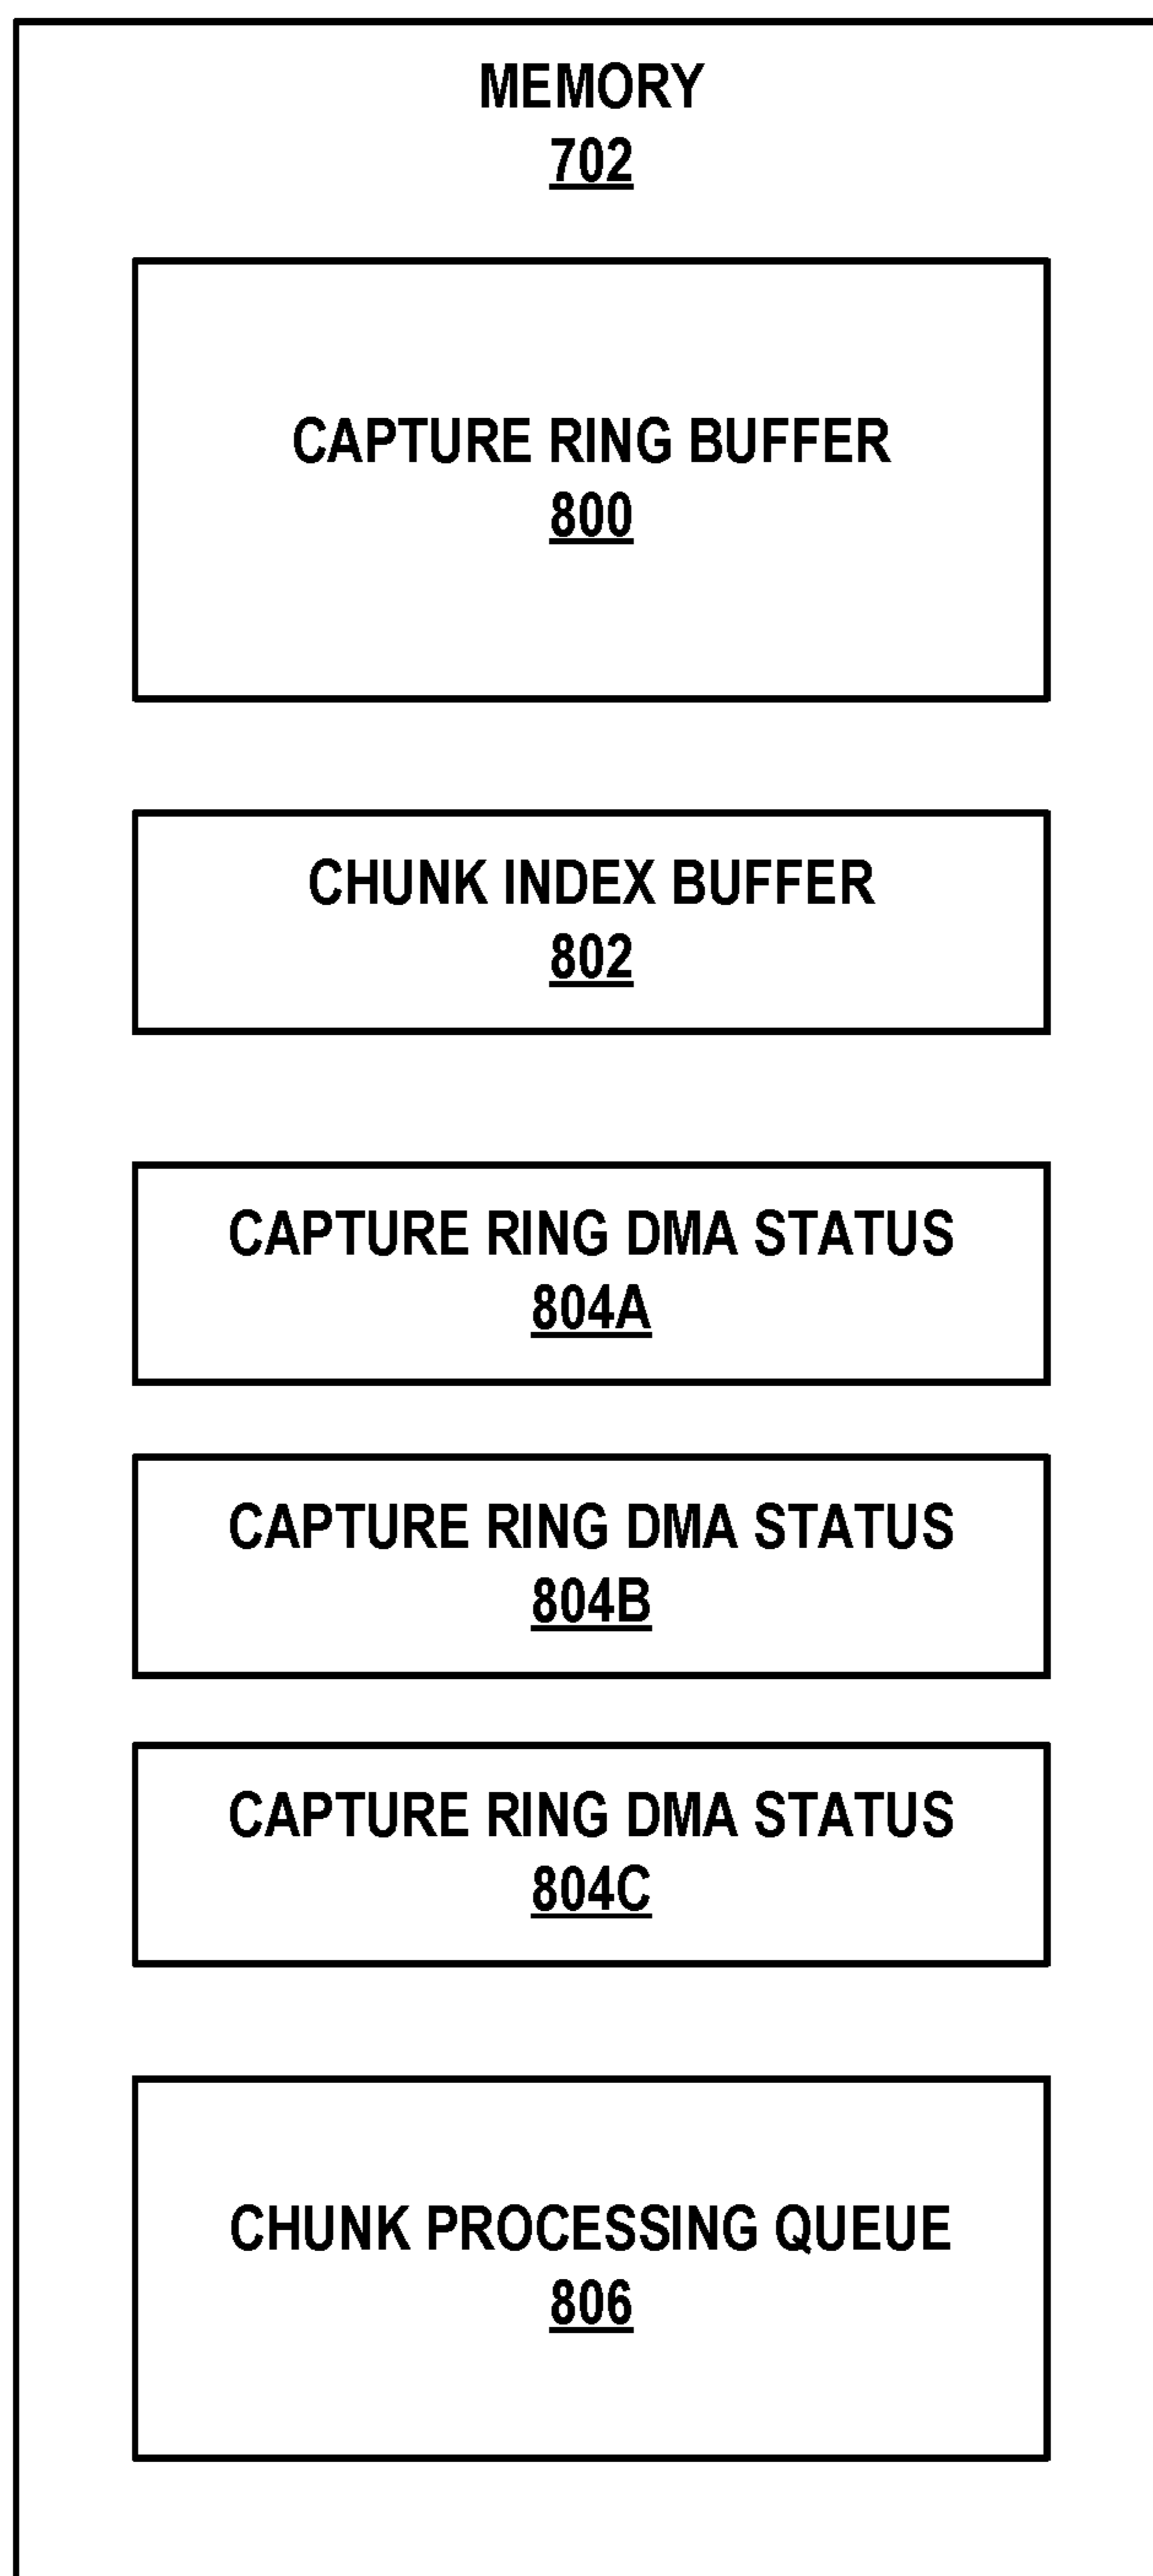 MEMORY
702
CAPTURE RING BUFFER
800
CHUNK INDEX BUFFER
802
CAPTURE RING DMA STATUS
804A
CAPTURE RING DMA STATUS
804B
CAPTURE RING DMA STATUS
804C
CHUNK PROCESSING QUEUE
806